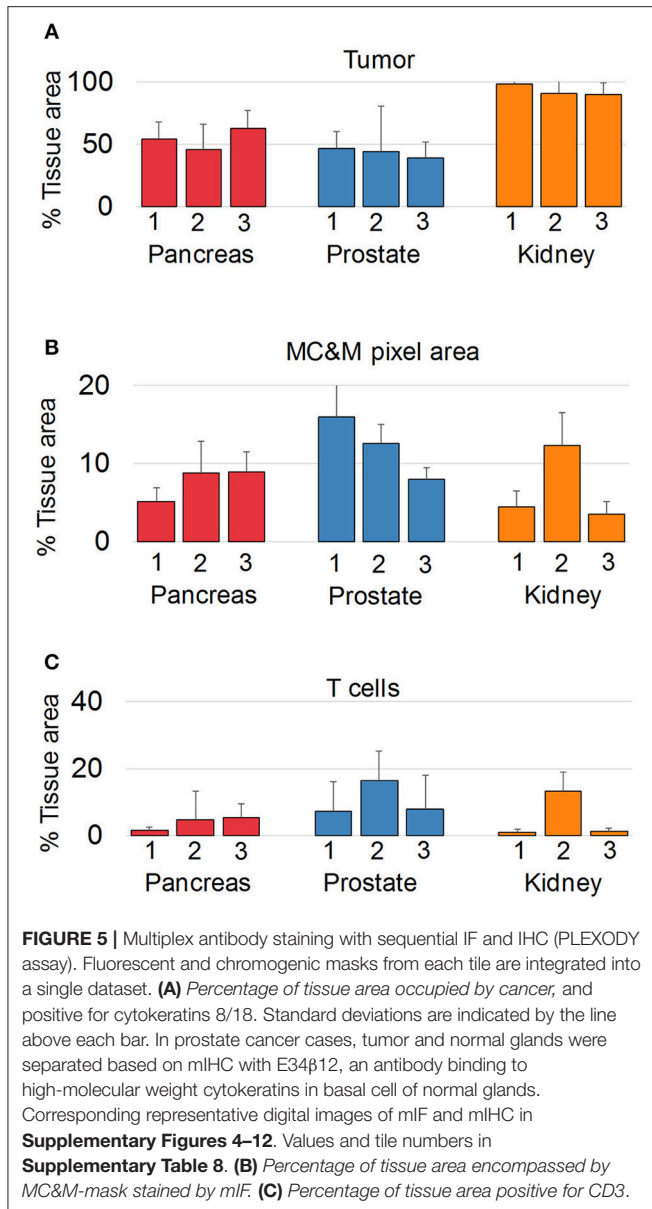 A
Tumor
% Tissue area
100
50
0
1 2 3 1 2 3 1 2 3
Pancreas Prostate Kidney
B
MC&M pixel area
% Tissue area
20
10
0
1 2 3 1 2 3 1 2 3
Pancreas Prostate Kidney
C
T cells
% Tissue area
40
20
0
1 2 3 1 2 3 1 2 3
Pancreas Prostate Kidney
FIGURE 5 | Multiplex antibody staining with sequential IF and IHC (PLEXODY
assay). Fluorescent and chromogenic masks from each tile are integrated into
a single dataset. (A) Percentage of tissue area occupied by cancer, and
positive for cytokeratins 8/18. Standard deviations are indicated by the line
above each bar. In prostate cancer cases, tumor and normal glands were
separated based on mIHC with E34β12, an antibody binding to
high-molecular weight cytokeratins in basal cell of normal glands.
Corresponding representative digital images of mIF and mIHC in
Supplementary Figures 4–12. Values and tile numbers in
Supplementary Table 8. (B) Percentage of tissue area encompassed by
MC&M-mask stained by mIF. (C) Percentage of tissue area positive for CD3.